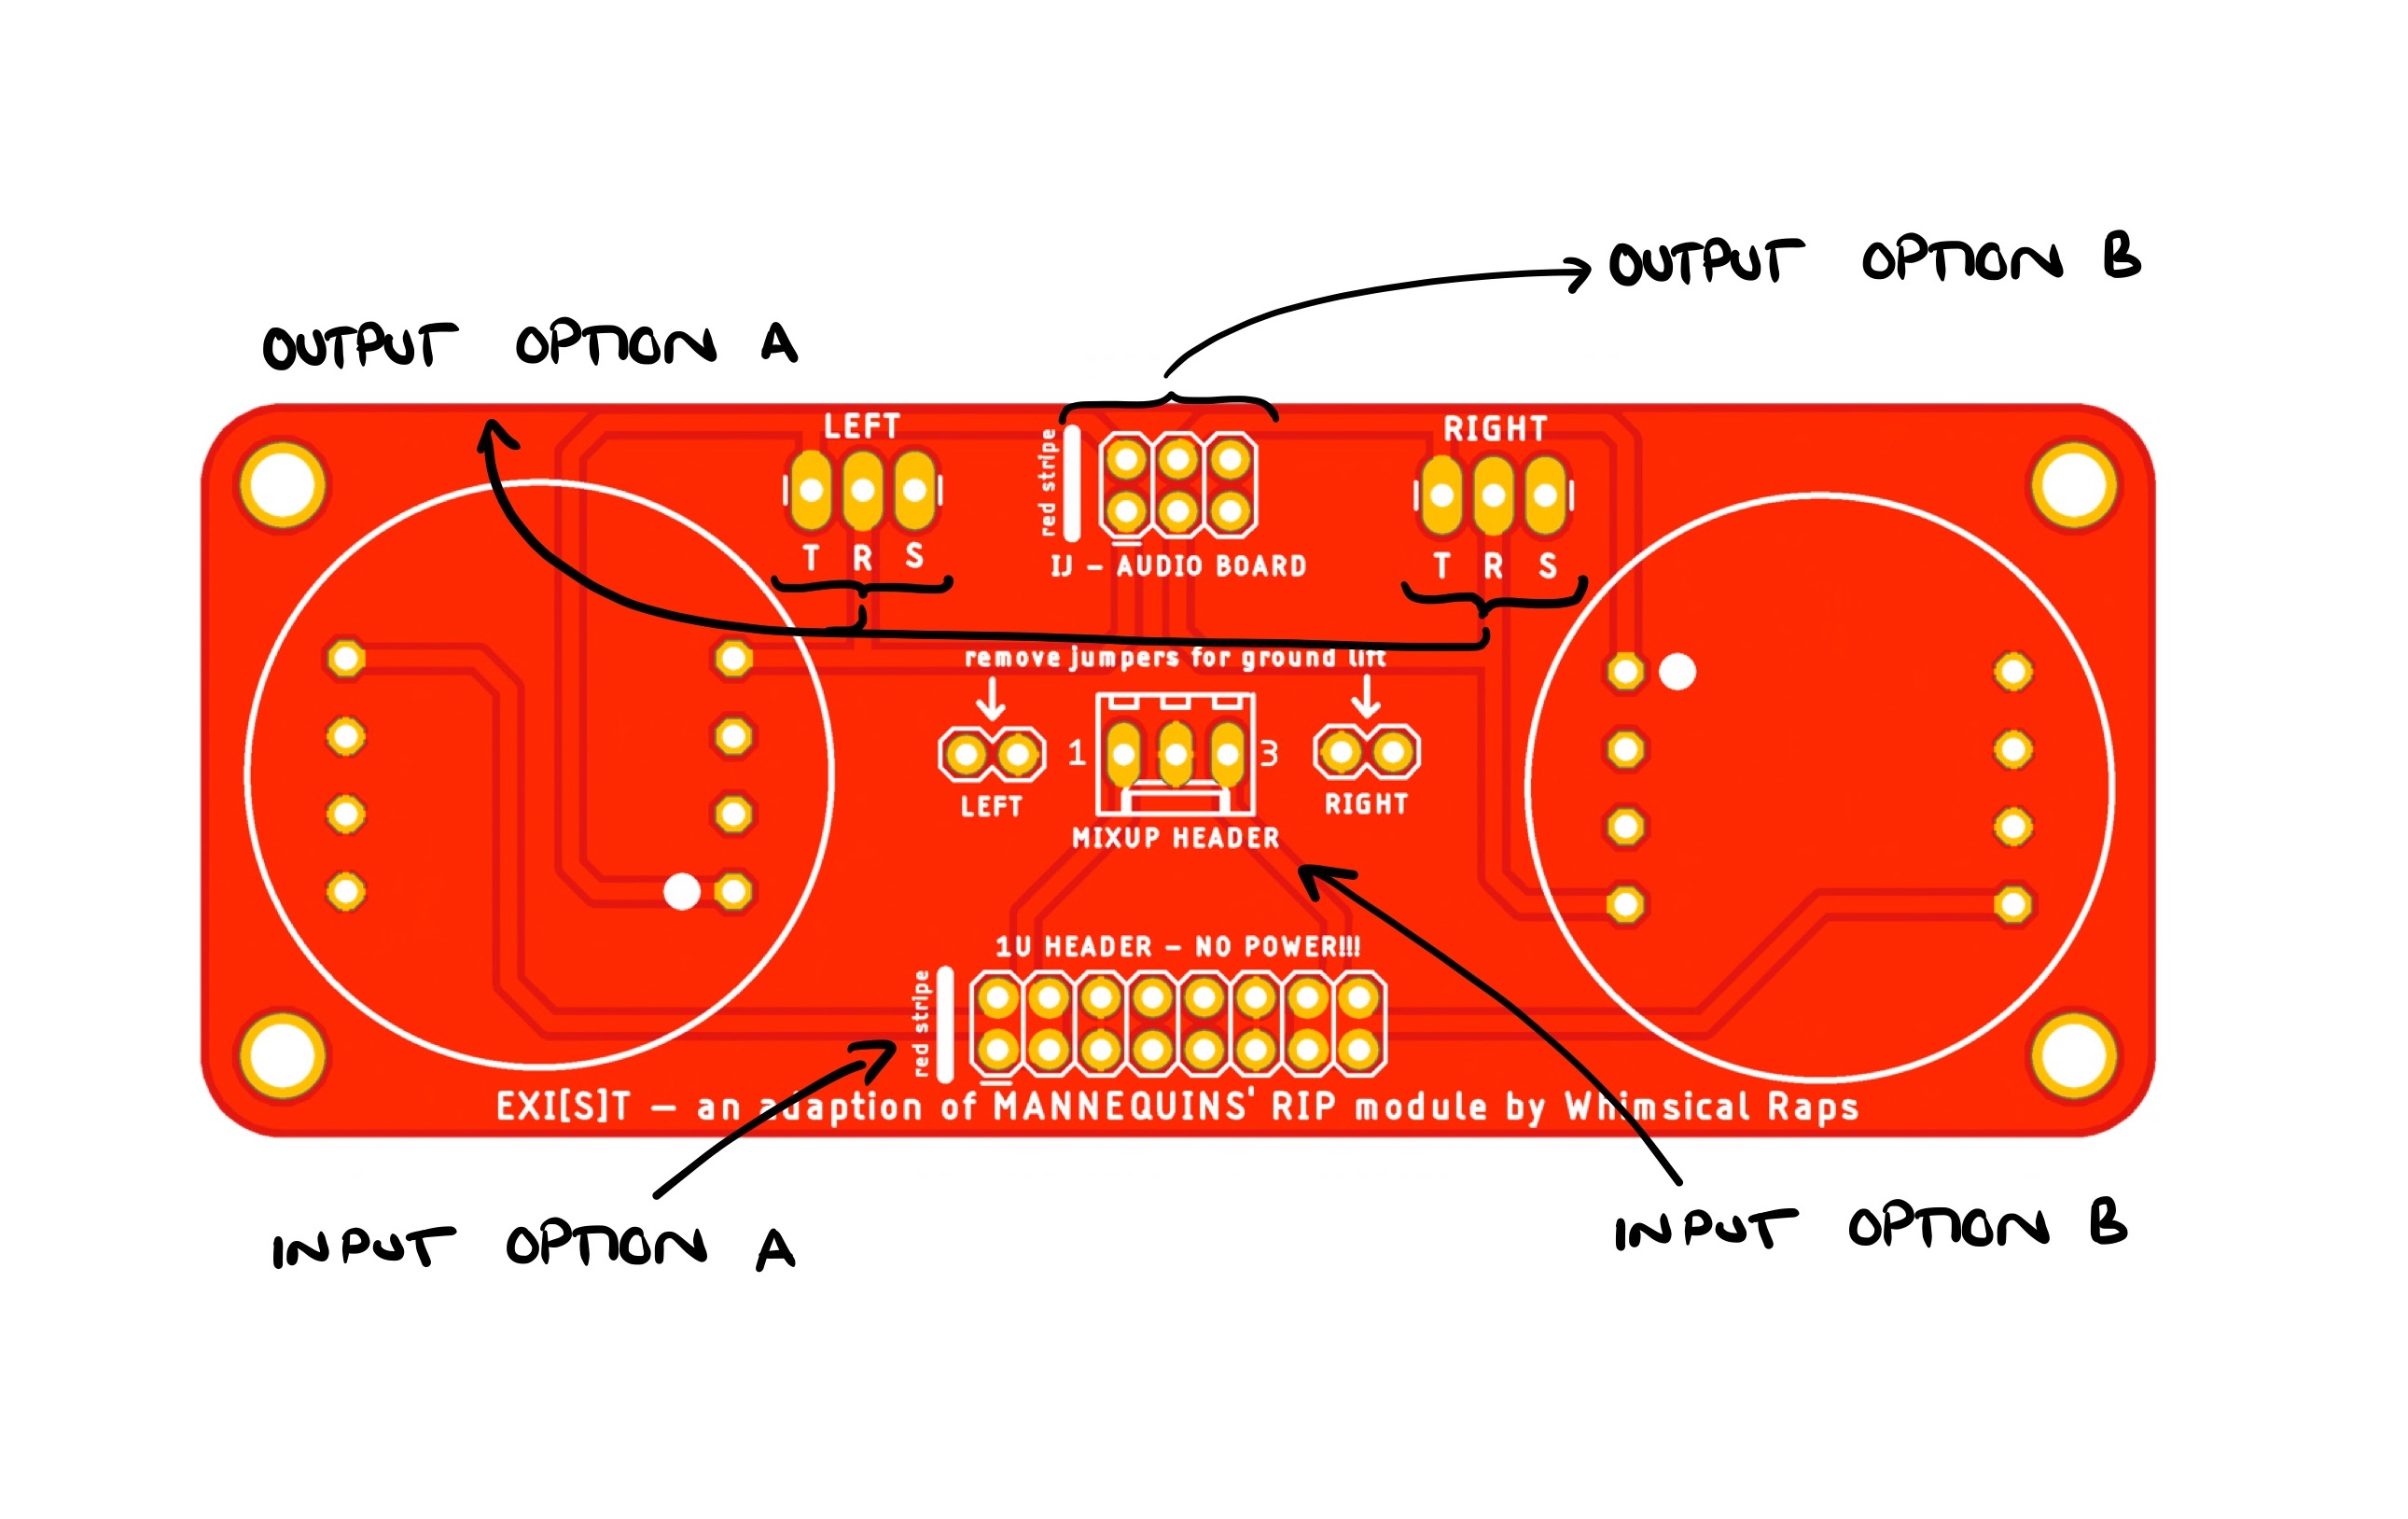 OUTPUT OPTION B
OUTPUT OPTION A
LEFT
RIGHT
red stripe
T R S
IJ – AUDIO BOARD
T R S
remove jumpers for ground lift
1
3
LEFT
RIGHT
MIXUP HEADER
1U HEADER – NO POWER!!!
red stripe
EXI[S]T – an adaption of MANNEQUINS' RIP module by Whimsical Raps
INPUT OPTION A
INPUT OPTION B